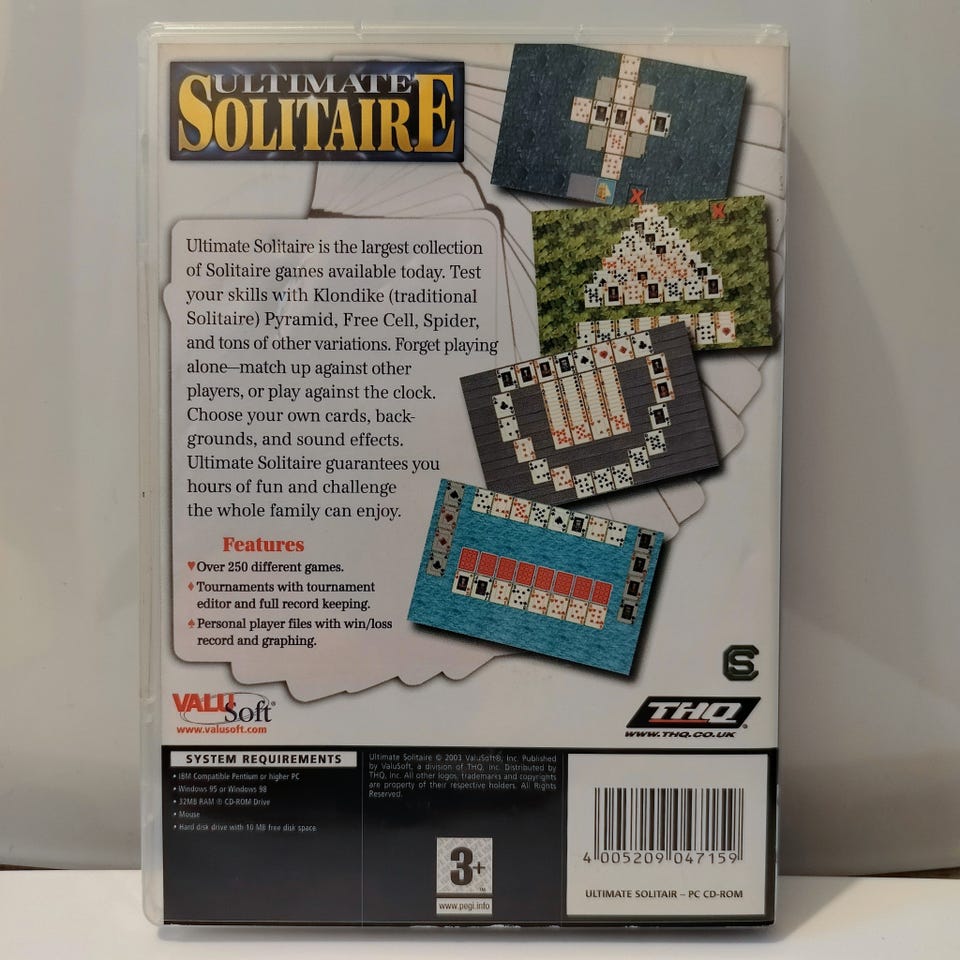 ULTIMATE
SOLITAIRE
Ultimate Solitaire is the largest collection
of Solitaire games available today. Test
your skills with Klondike (traditional
Solitaire) Pyramid, Free Cell, Spider,
and tons of other variations. Forget playing
alone—match up against other
players, or play against the clock.
Choose your own cards, back-
grounds, and sound effects.
Ultimate Solitaire guarantees you
hours of fun and challenge
the whole family can enjoy.
Features
♥Over 250 different games.
♦Tournaments with tournament
editor and full record keeping.
♠Personal player files with win/loss
record and graphing.
VALUSoft®
www.valusoft.com
THQ®
WWW.THQ.CO.UK
SYSTEM REQUIREMENTS
• IBM Compatible Pentium or higher PC
• Windows 95 or Windows 98
• 32MB RAM ® CD-ROM Drive
• Mouse
• Hard disk drive with 10 MB free disk space
Ultimate Solitaire © 2003 ValuSoft®, Inc. Published
by ValuSoft, a division of THQ, Inc. Distributed by
THQ, Inc. All other logos, trademarks and copyrights
are property of their respective holders. All Rights
Reserved.
3+™
www.pegi.info
4 005209 047159
ULTIMATE SOLITAIR – PC CD-ROM